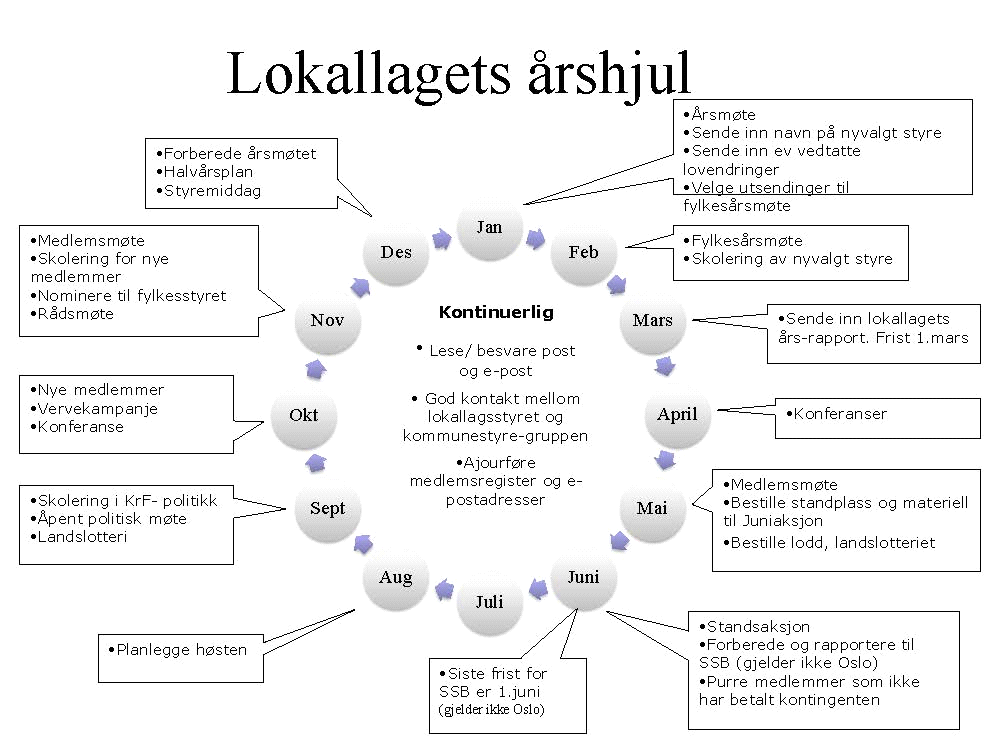 Lokallagets årshjul
•Årsmøte
•Sende inn navn på nyvalgt styre
•Sende inn ev vedtatte
lovendringer
•Velge utsendinger til
fylkesårsmøte
•Forberede årsmøtet
•Halvårsplan
•Styremiddag
Jan
Des
Feb
•Fylkesårsmøte
•Skolering av nyvalgt styre
•Medlemsmøte
•Skolering for nye
medlemmer
•Nominere til fylkesstyret
•Rådsmøte
Nov
Mars
•Sende inn lokallagets
års-rapport. Frist 1.mars
Kontinuerlig
• Lese/ besvare post
og e-post
• God kontakt mellom
lokallagsstyret og
kommunestyre-gruppen
•Ajourføre
medlemsregister og e-
postadresser
•Nye medlemmer
•Vervekampanje
•Konferanse
Okt
April
•Konferanser
•Skolering i KrF- politikk
•Åpent politisk møte
•Landslotteri
Sept
Mai
•Medlemsmøte
•Bestille standplass og materiell
til Juniaksjon
•Bestille lodd, landslotteriet
Aug
Juli
Juni
•Planlegge høsten
•Siste frist for
SSB er 1.juni
(gjelder ikke Oslo)
•Standsaksjon
•Forberede og rapportere til
SSB (gjelder ikke Oslo)
•Purre medlemmer som ikke
har betalt kontingenten